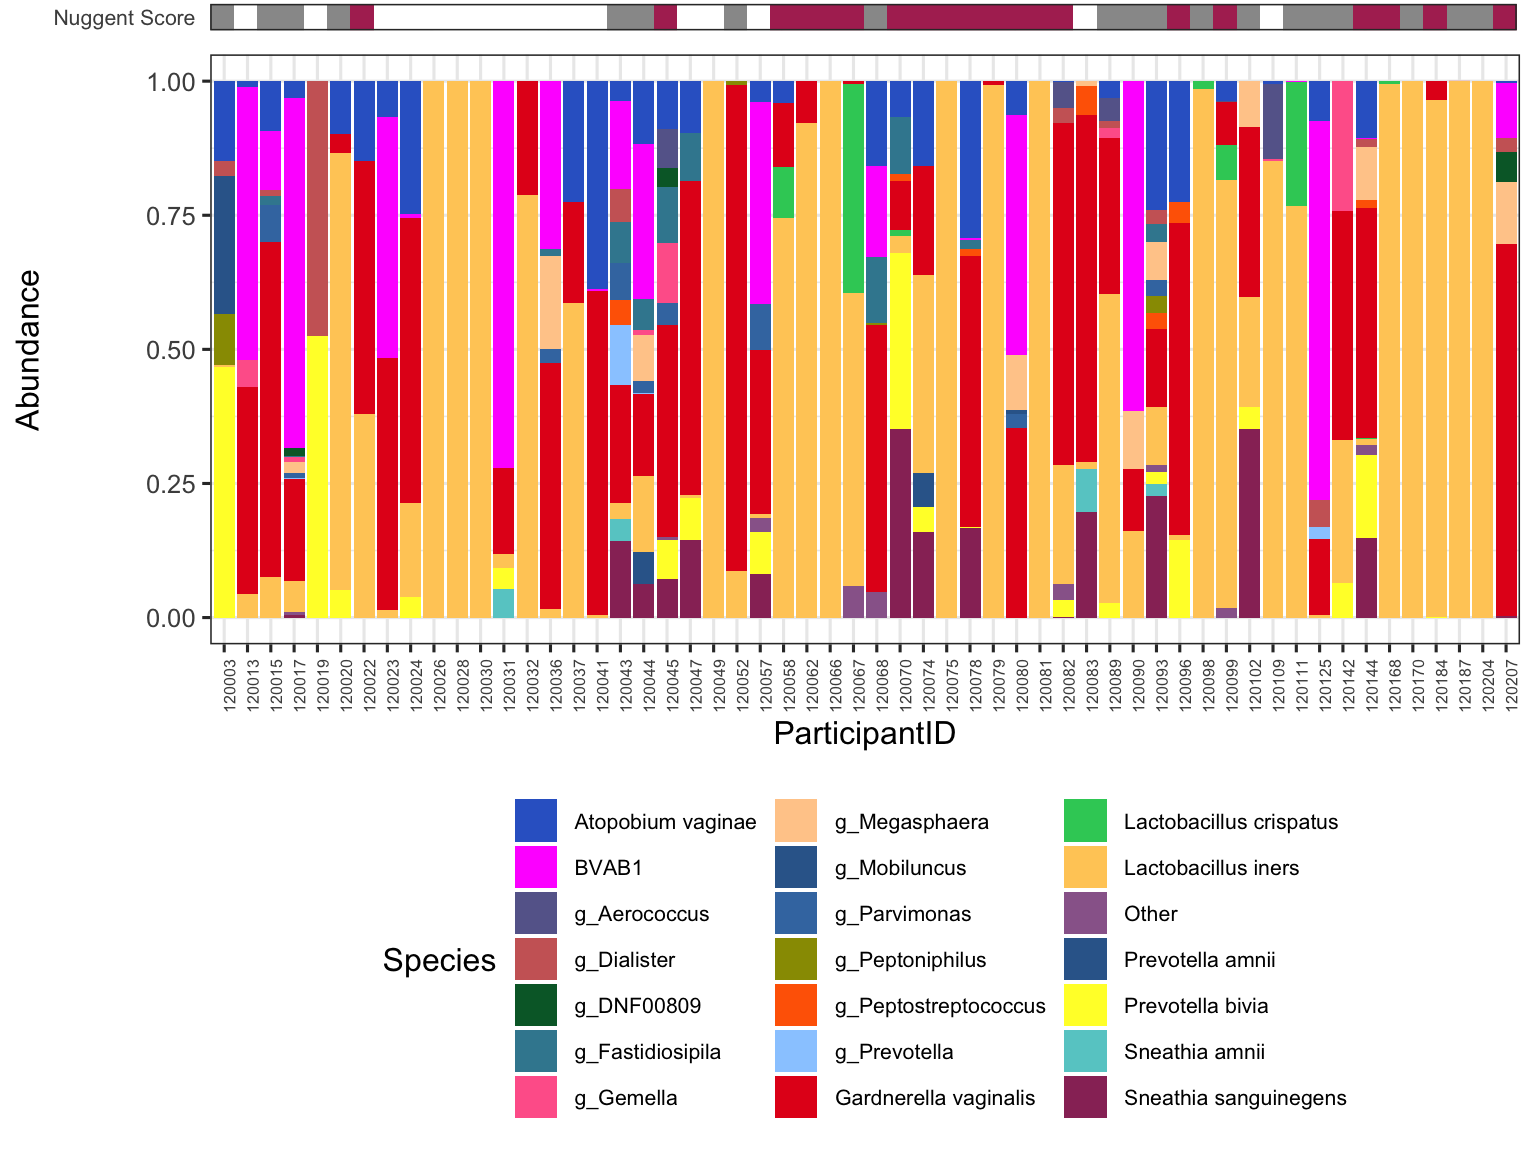 Nuggent Score
1.00
0.75
0.50
0.25
0.00
Abundance
120003 120013 120015 120017 120019 120020 120022 120023 120024 120026 120028 120030 120031 120032 120036 120037 120041 120043 120044 120045 120047 120049 120052 120057 120058 120062 120066 120067 120068 120070 120074 120075 120078 120079 120080 120081 120082 120083 120089 120090 120093 120096 120098 120099 120102 120109 120111 120125 120142 120144 120168 120170 120184 120187 120204 120207
ParticipantID
Species
Atopobium vaginae
BVAB1
g_Aerococcus
g_Dialister
g_DNF00809
g_Fastidiosipila
g_Gemella
g_Megasphaera
g_Mobiluncus
g_Parvimonas
g_Peptoniphilus
g_Peptostreptococcus
g_Prevotella
Gardnerella vaginalis
Lactobacillus crispatus
Lactobacillus iners
Other
Prevotella amnii
Prevotella bivia
Sneathia amnii
Sneathia sanguinegens